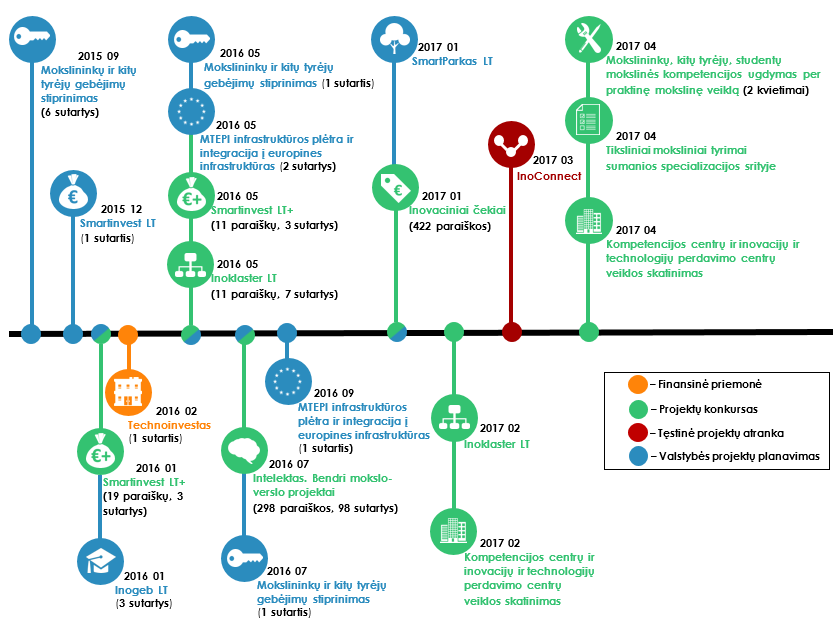 2015 09
Mokslininkų ir kitų
tyrėjų gebėjimų
stiprinimas
(6 sutartys)
2015 12
Smartinvest LT
(1 sutartis)
2016 05
Mokslininkų ir kitų tyrėjų
gebėjimų stiprinimas (1 sutartis)
2016 05
MTEPI infrastruktūros plėtra ir
integracija į europines
infrastruktūras (2 sutartys)
€+
2016 05
Smartinvest LT+
(11 paraiškų, 3 sutartys)
2016 05
Inoklaster LT
(11 paraiškų, 7 sutartys)
2017 01
SmartParkas LT
€
2017 01
Inovaciniai čekiai
(422 paraiškos)
2017 03
InoConnect
2017 04
Mokslininkų, kitų tyrėjų, studentų
mokslinės kompetencijos ugdymas per
praktinę mokslinę veiklą (2 kvietimai)
2017 04
Tiksliniai moksliniai tyrimai
sumanios specializacijos srityje
2017 04
Kompetencijos centrų ir inovacijų ir
technologijų perdavimo centrų
veiklos skatinimas
€
2016 02
Technoinvestas
(1 sutartis)
€+
2016 01
Smartinvest LT+
(19 paraiškų, 3
sutartys)
2016 01
Inogeb LT
(3 sutartys)
2016 09
MTEPI infrastruktūros
plėtra ir integracija į
europines infrastruktūras
(1 sutartis)
2016 07
Intelektas. Bendri mokslo-
verslo projektai
(298 paraiškos, 98 sutartys)
2016 07
Mokslininkų ir kitų tyrėjų
gebėjimų stiprinimas
(1 sutartis)
2017 02
Inoklaster LT
2017 02
Kompetencijos centrų ir
inovacijų ir technologijų
perdavimo centrų
veiklos skatinimas
– Finansinė priemonė
– Projektų konkursas
– Tęstinė projektų atranka
– Valstybės projektų planavimas